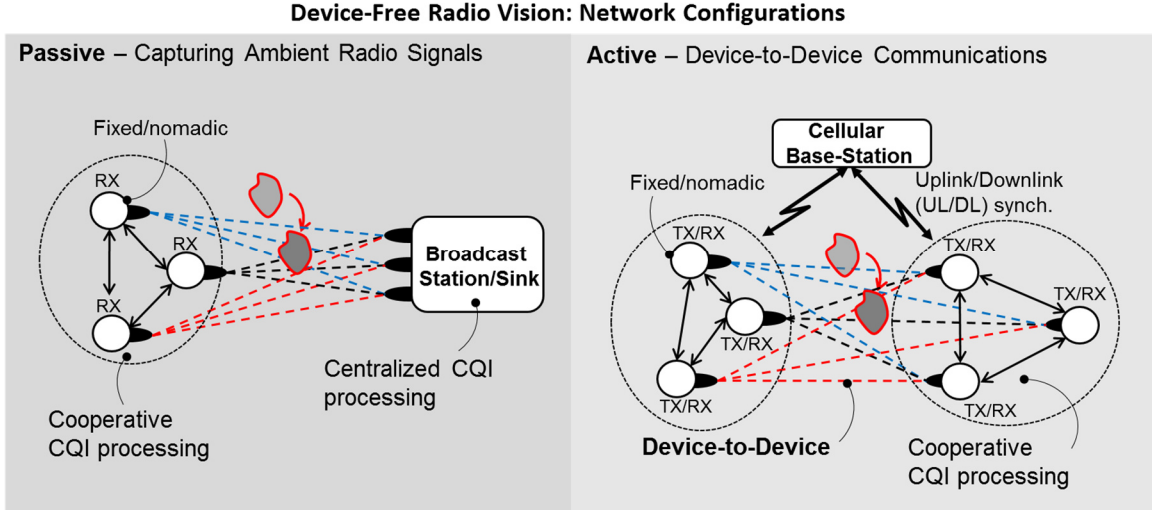 Device-Free Radio Vision: Network Configurations
Passive – Capturing Ambient Radio Signals
Fixed/nomadic
RX
RX
RX
Broadcast
Station/Sink
Centralized CQI
processing
Cooperative
CQI processing
Active – Device-to-Device Communications
Cellular
Base-Station
Fixed/nomadic
Uplink/Downlink
(UL/DL) synch.
TX/RX
TX/RX
TX/RX
TX/RX
TX/RX
TX/RX
Device-to-Device
Cooperative
CQI processing